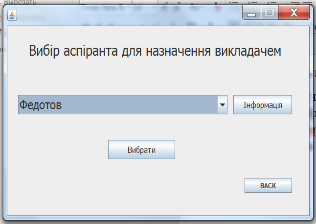 Вибір аспіранта для назначення викладачем
Федотов
Інформація
Вибрати
BACK